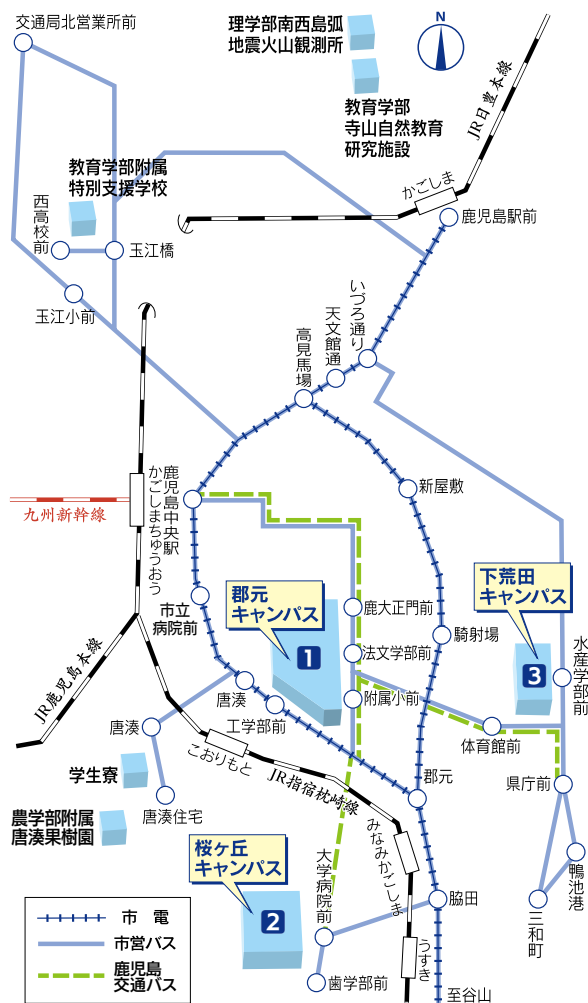 交通局北営業所前
理学部南西島弧
地震火山観測所
N
教育学部
寺山自然教育
研究施設
JR日豊本線
教育学部附属
特別支援学校
かごしま
鹿児島駅前
西高校前
玉江橋
玉江小前
いづろ通り
天文館通
高見馬場
鹿児島中央駅
かごしまちゅうおう
九州新幹線
新屋敷
市立
病院前
郡元
キャンパス
1
鹿大正門前
法文学部前
附属小前
騎射場
下荒田
キャンパス
3
水産学部前
JR鹿児島本線
唐湊
工学部前
唐湊
こおりもと
JR指宿枕崎線
体育館前
県庁前
郡元
学生寮
唐湊住宅
農学部附属
唐湊果樹園
桜ヶ丘
キャンパス
2
大学病院前
みなみかごしま
脇田
鴨池港
三和町
歯学部前
うすき
至谷山
市電
市営バス
鹿児島
交通バス